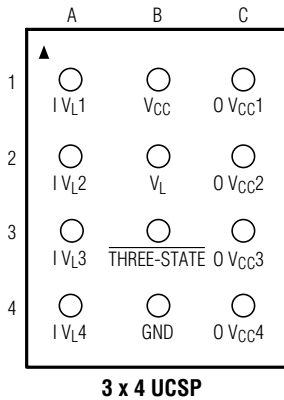 A B C
1
I VL1 VCC O VCC1
2
I VL2 VL O VCC2
3
I VL3 THREE-STATE O VCC3
4
I VL4 GND O VCC4
3 x 4 UCSP